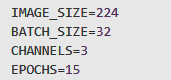 IMAGE_SIZE=224
BATCH_SIZE=32
CHANNELS=3
EPOCHS=15